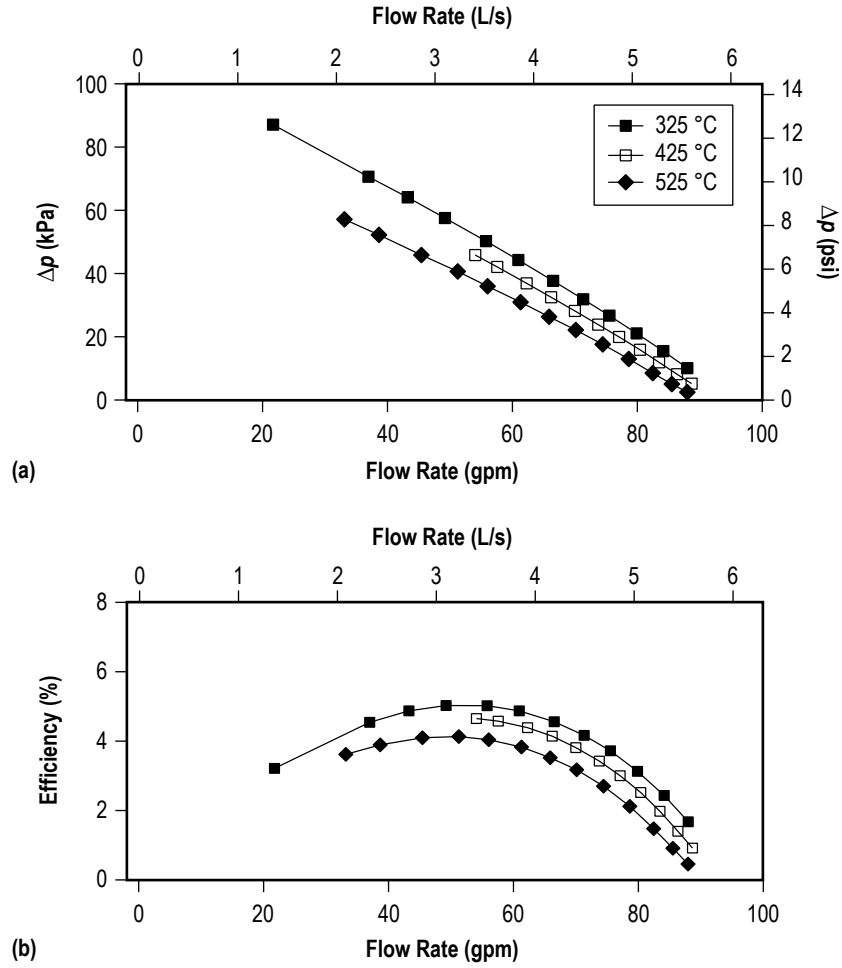 Flow Rate (L/s)
0 1 2 3 4 5 6
100 80 60 40 20 0
Δp (kPa)
325 °C
425 °C
525 °C
14 12 10 8 6 4 2 0
Δp (psi)
0 20 40 60 80 100
(a) Flow Rate (gpm)
Flow Rate (L/s)
0 1 2 3 4 5 6
8 6 4 2 0
Efficiency (%)
0 20 40 60 80 100
(b) Flow Rate (gpm)